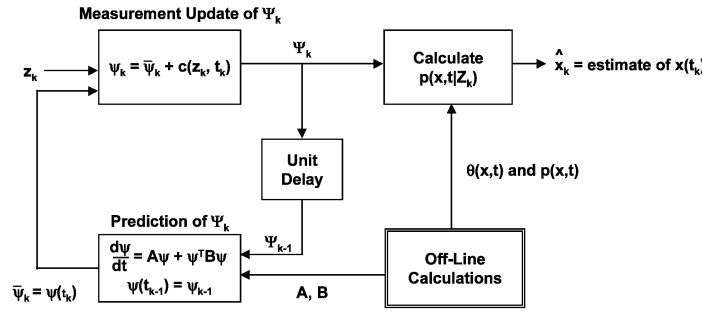 Measurement Update of Ψₖ
zₖ
ψₖ = ψ̄ₖ + c(zₖ, tₖ)
Ψₖ
Calculate
p(x,t|Zₖ)
x̂ₖ = estimate of x(tₖ)
Unit
Delay
θ(x,t) and p(x,t)
Prediction of Ψₖ
dψ/dt = Aψ + ψᵀBψ
ψ(tₖ₋₁) = ψₖ₋₁
Ψₖ₋₁
A, B
Off-Line
Calculations
ψ̄ₖ = ψ(tₖ)